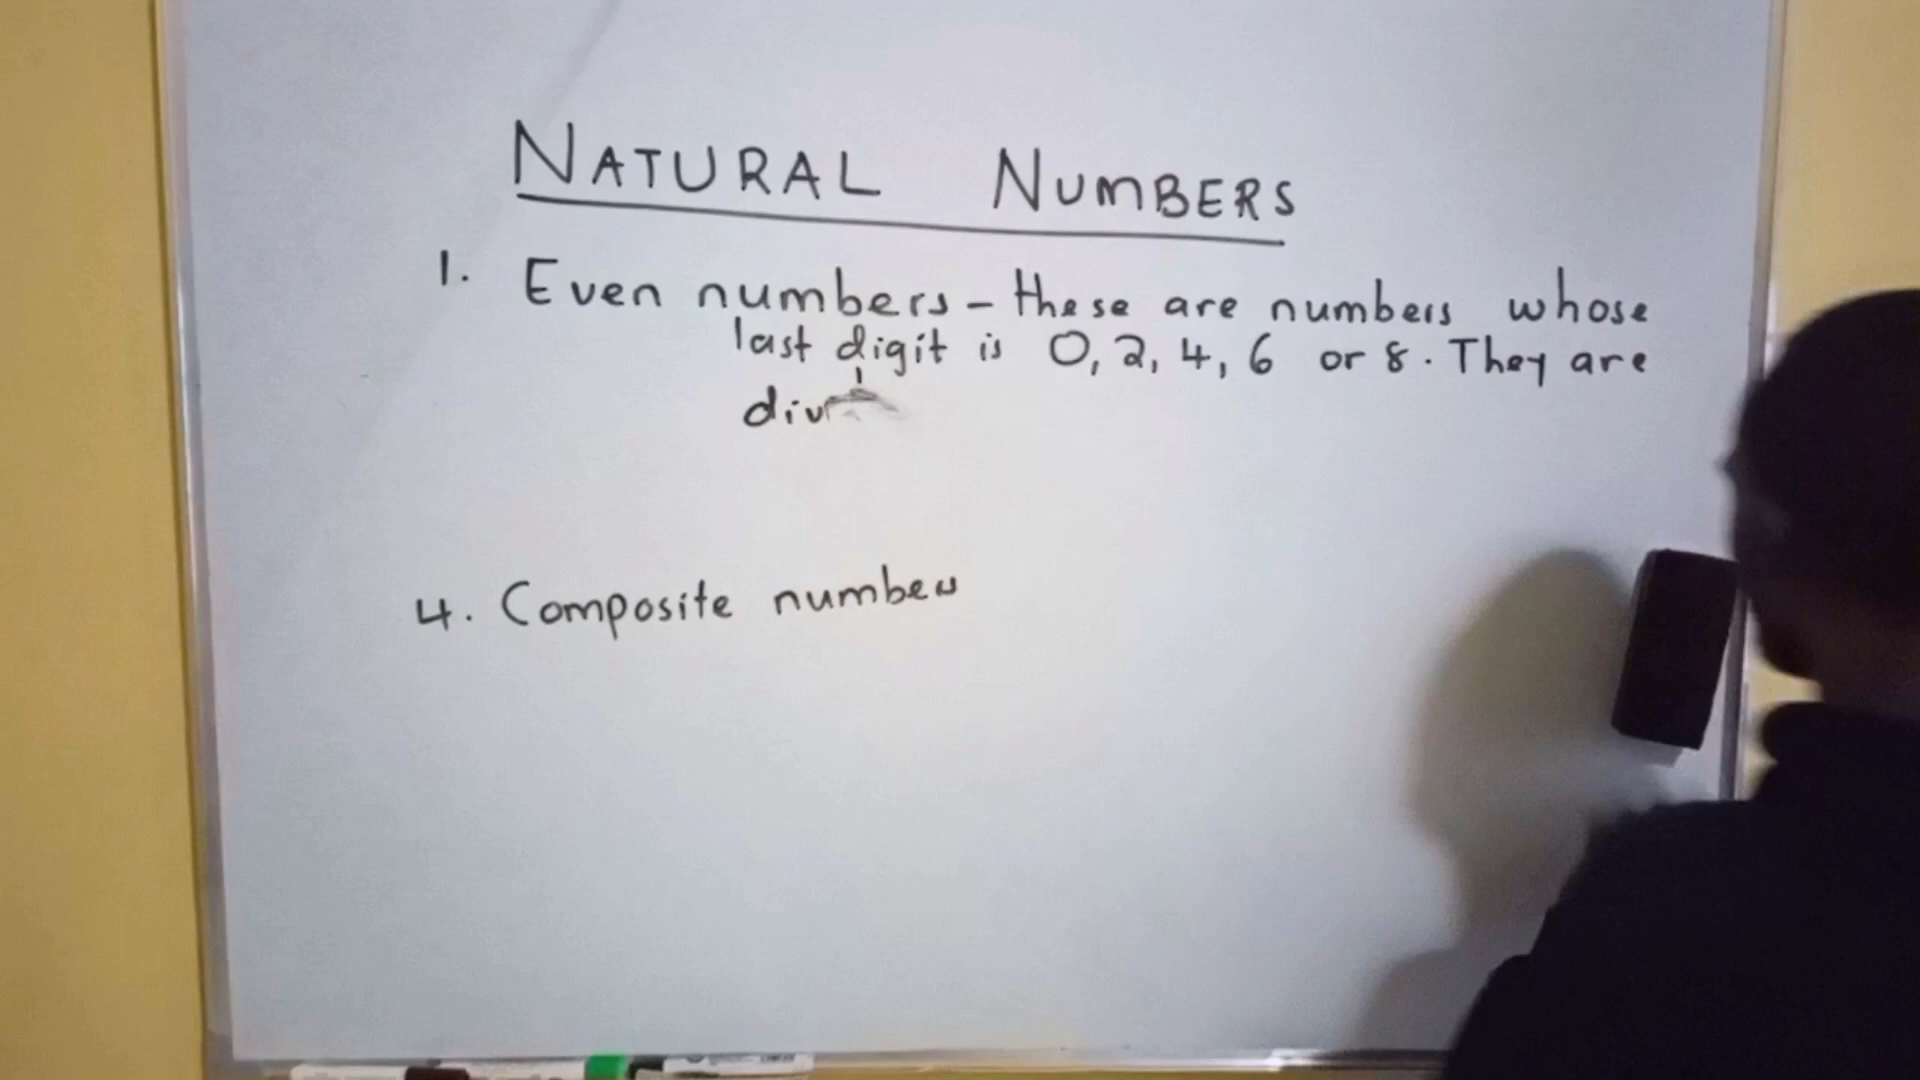 NATURAL NUMBERS
1. Even numbers – these are numbers whose
last digit is 0, 2, 4, 6 or 8. They are
div
4. Composite numbers